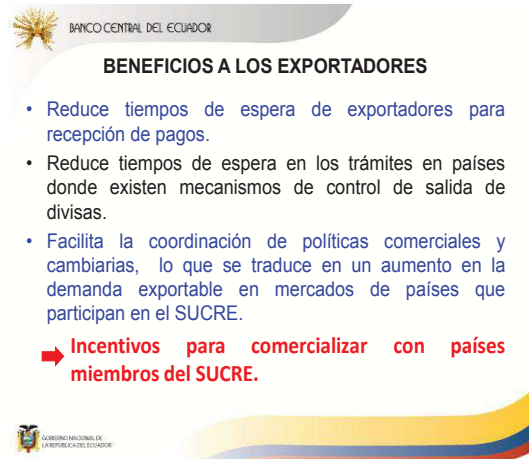 BANCO CENTRAL DEL ECUADOR
BENEFICIOS A LOS EXPORTADORES
• Reduce tiempos de espera de exportadores para
recepción de pagos.
• Reduce tiempos de espera en los trámites en países
donde existen mecanismos de control de salida de
divisas.
• Facilita la coordinación de políticas comerciales y
cambiarias, lo que se traduce en un aumento en la
demanda exportable en mercados de países que
participan en el SUCRE.
Incentivos para comercializar con países
miembros del SUCRE.
GOBIERNO NACIONAL DE
LA REPÚBLICA DEL ECUADOR